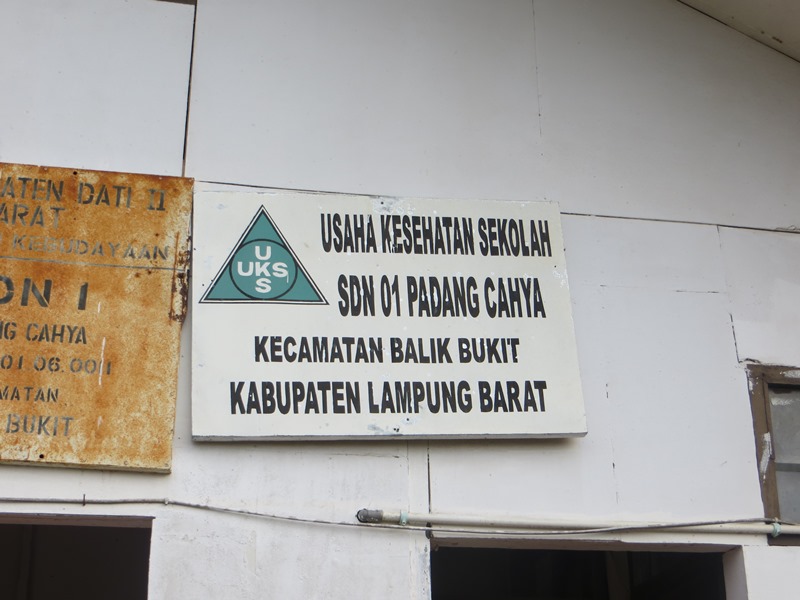 DATI II
ARAT
KEBUDAYAAN
DN 1
CAHYA
01.06.001
MATAN
BUKIT
U
UKS
S
USAHA KESEHATAN SEKOLAH
SDN 01 PADANG CAHYA
KECAMATAN BALIK BUKIT
KABUPATEN LAMPUNG BARAT